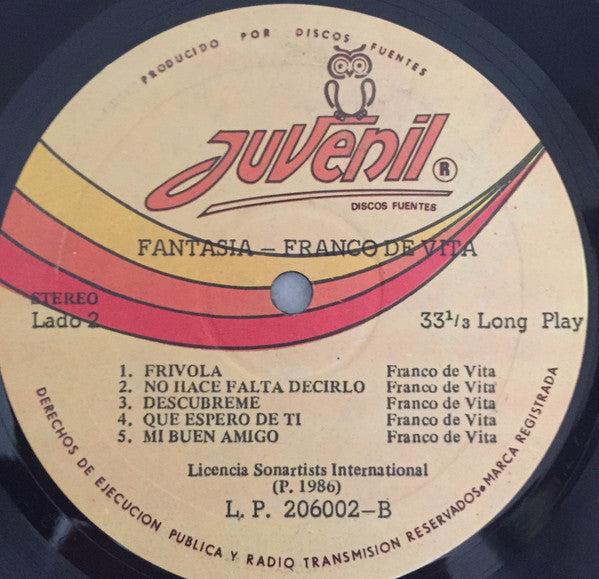 PRODUCIDO POR DISCOS FUENTES
Juvenil ®
DISCOS FUENTES
FANTASIA – FRANCO DE VITA
STEREO
Lado 2
33 1/3 Long Play
1. FRIVOLA Franco de Vita
2. NO HACE FALTA DECIRLO Franco de Vita
3. DESCUBREME Franco de Vita
4. QUE ESPERO DE TI Franco de Vita
5. MI BUEN AMIGO Franco de Vita
Licencia Sonartists International
(P. 1986)
L. P. 206002-B
DERECHOS DE EJECUCION PUBLICA Y RADIO TRANSMISION RESERVADOS. MARCA REGISTRADA